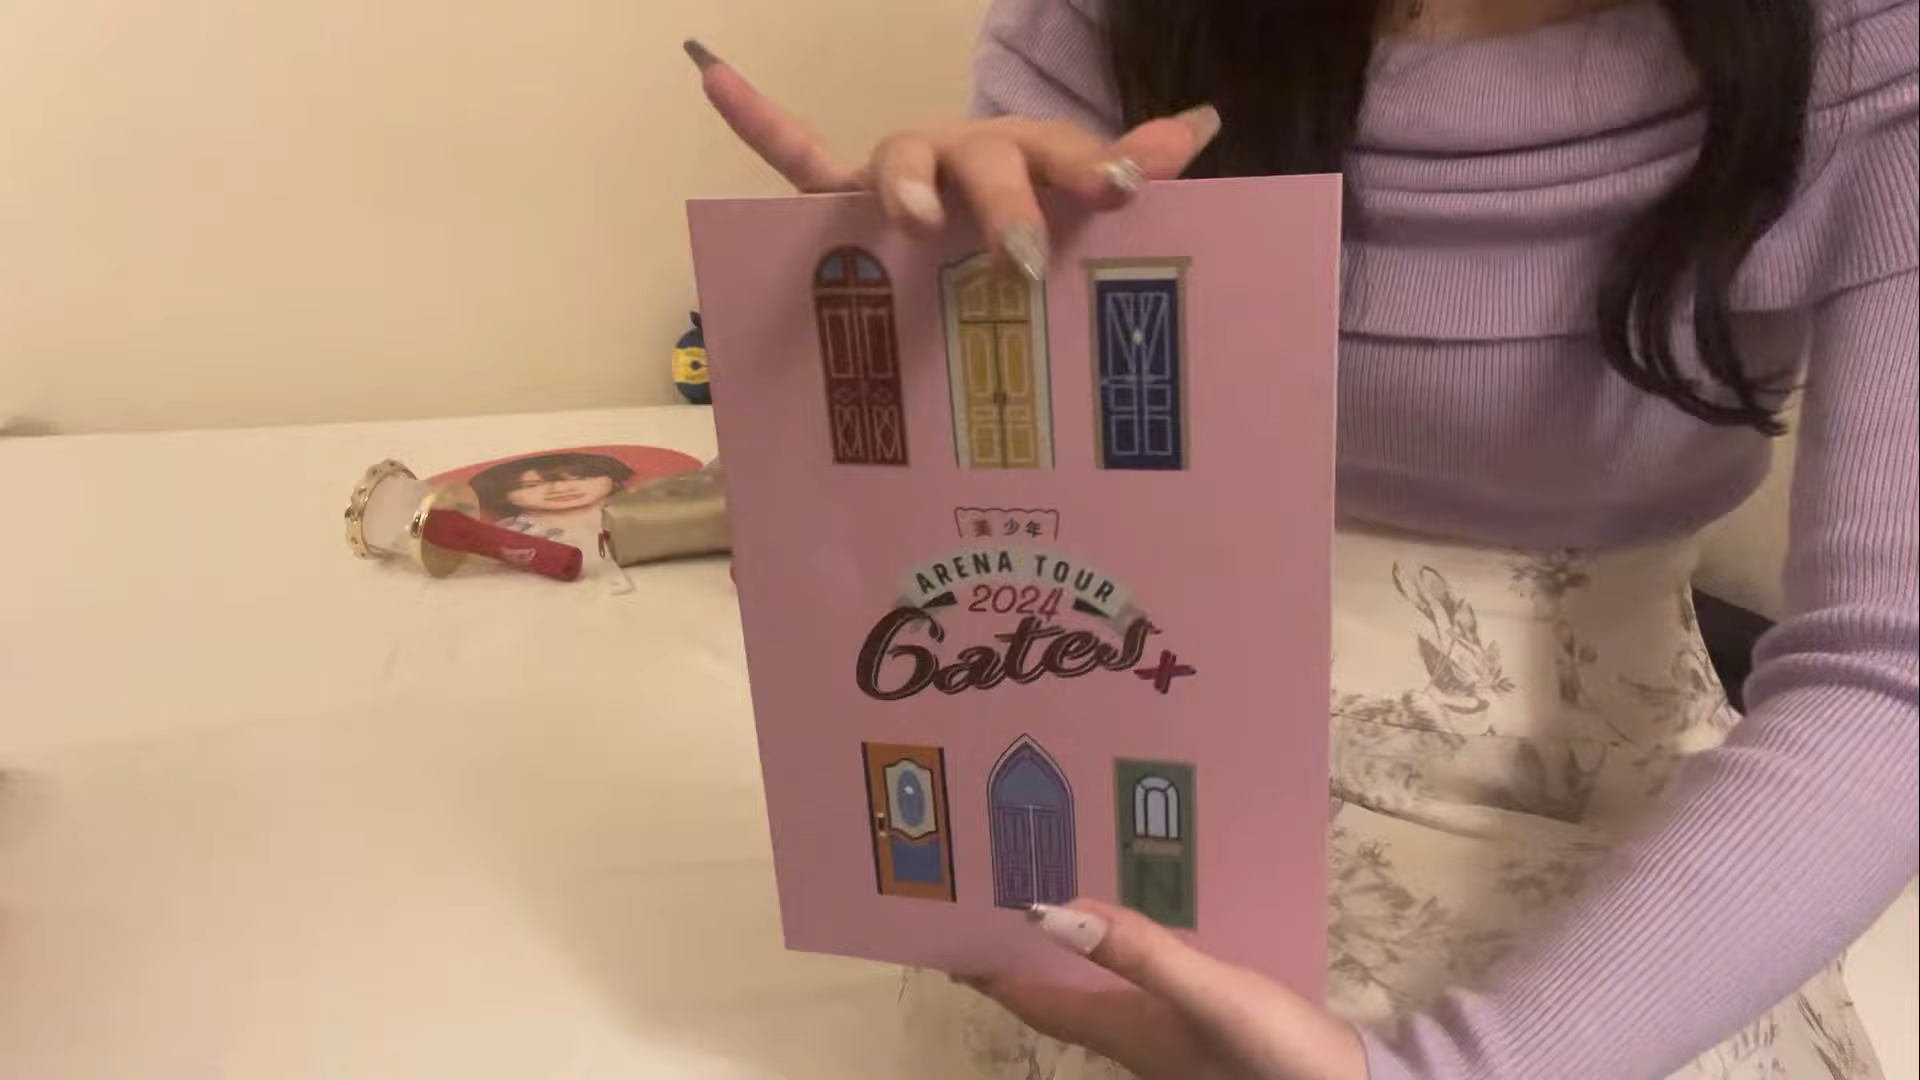 美 少年
ARENA TOUR
2024
Gates+